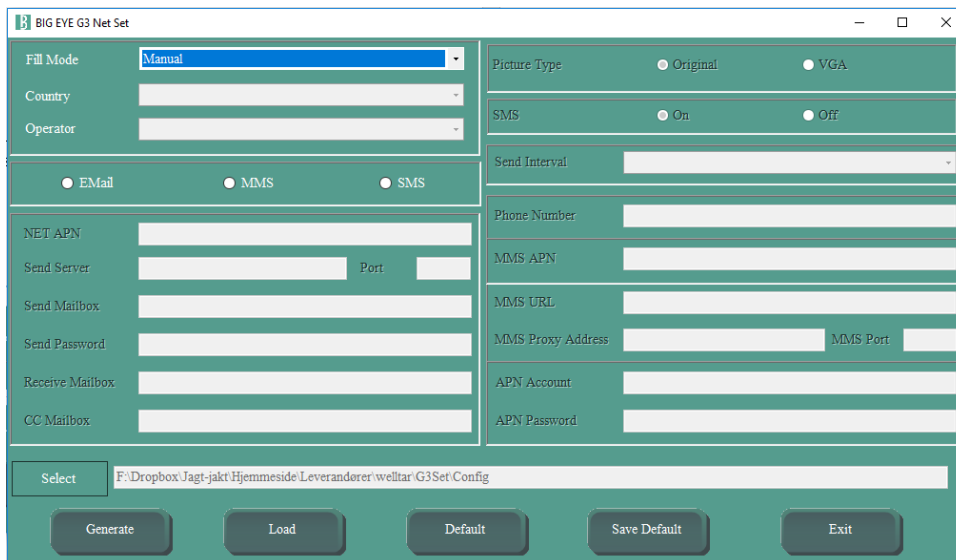 BIG EYE G3 Net Set
Fill Mode
Manual
Country
Operator
EMail
MMS
SMS
NET APN
Send Server
Port
Send Mailbox
Send Password
Receive Mailbox
CC Mailbox
Picture Type
Original
VGA
SMS
On
Off
Send Interval
Phone Number
MMS APN
MMS URL
MMS Proxy Address
MMS Port
APN Account
APN Password
Select
F:\Dropbox\Jagt-jakt\Hjemmeside\Leverandører\welltar\G3Set\Config
Generate
Load
Default
Save Default
Exit